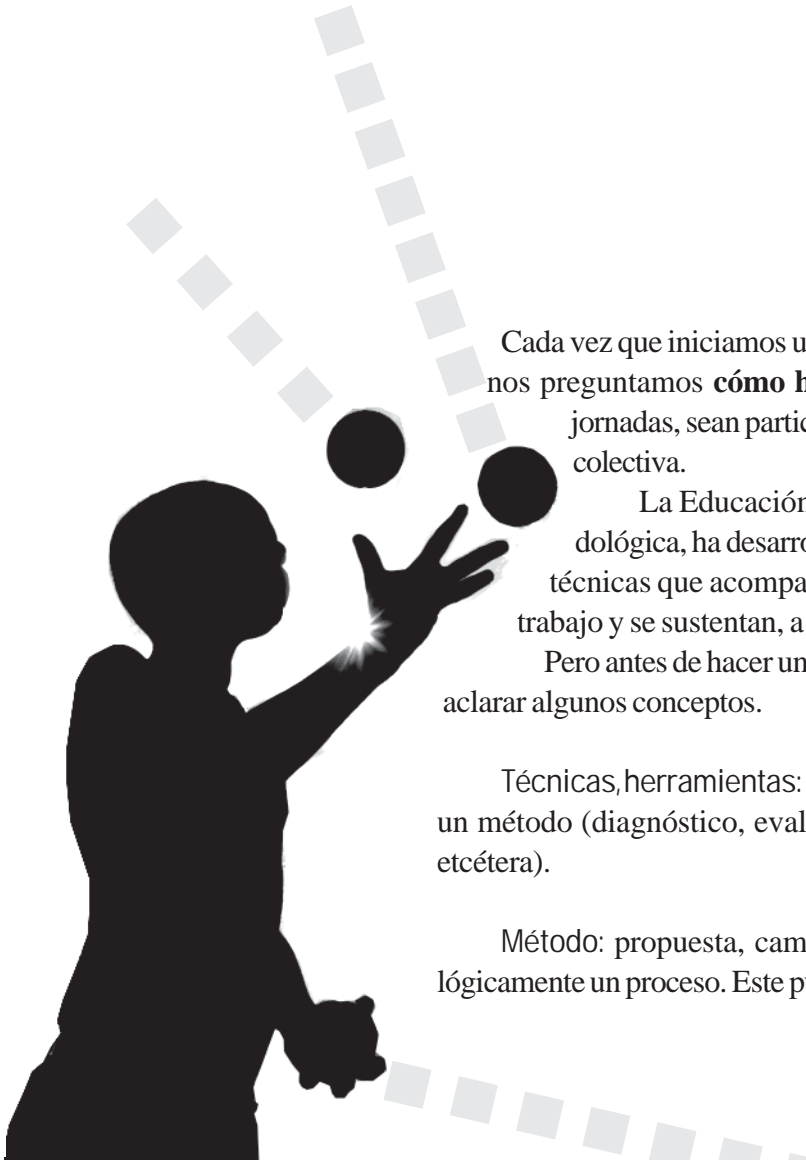 Cada vez que iniciamos u
nos preguntamos cómo h
jornadas, sean partic
colectiva.
La Educación
dológica, ha desarro
técnicas que acompa
trabajo y se sustentan, a
Pero antes de hacer un
aclarar algunos conceptos.
Técnicas, herramientas:
un método (diagnóstico, eval
etcétera).
Método: propuesta, cam
lógicamente un proceso. Este p